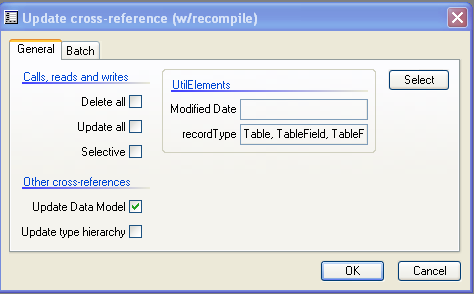 Update cross-reference (w/recompile)
General
Batch
Calls, reads and writes
Delete all
Update all
Selective
Other cross-references
Update Data Model
Update type hierarchy
UtilElements
Modified Date
recordType Table, TableField, TableF
Select
OK
Cancel